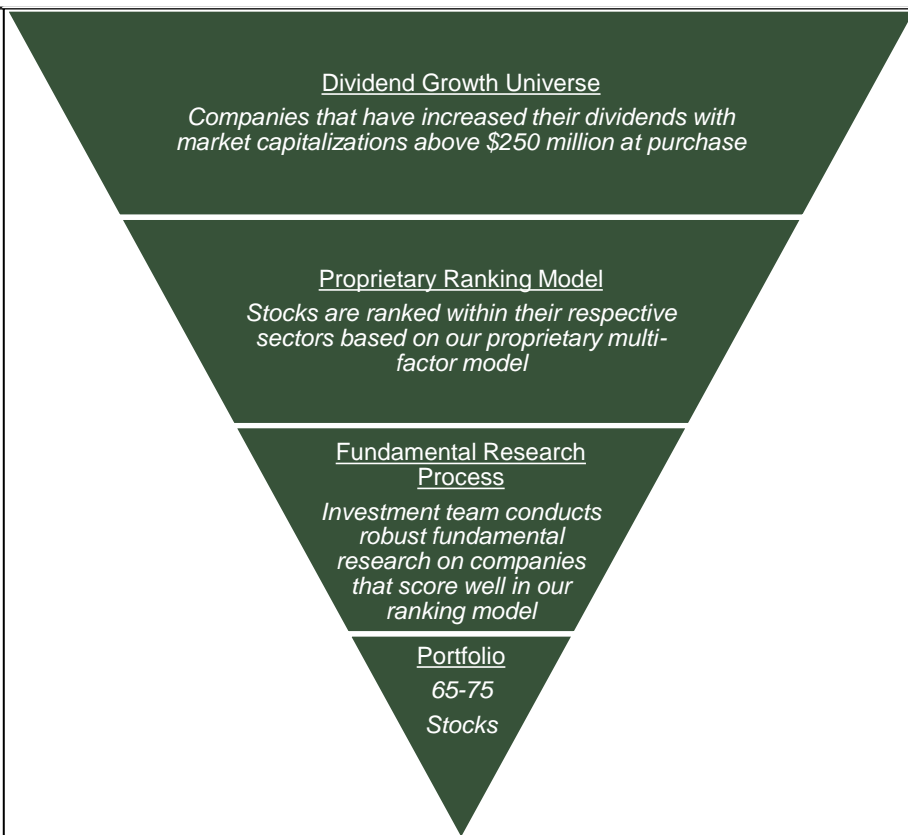 Dividend Growth Universe
Companies that have increased their dividends with
market capitalizations above $250 million at purchase
Proprietary Ranking Model
Stocks are ranked within their respective
sectors based on our proprietary multi-
factor model
Fundamental Research
Process
Investment team conducts
robust fundamental
research on companies
that score well in our
ranking model
Portfolio
65-75
Stocks